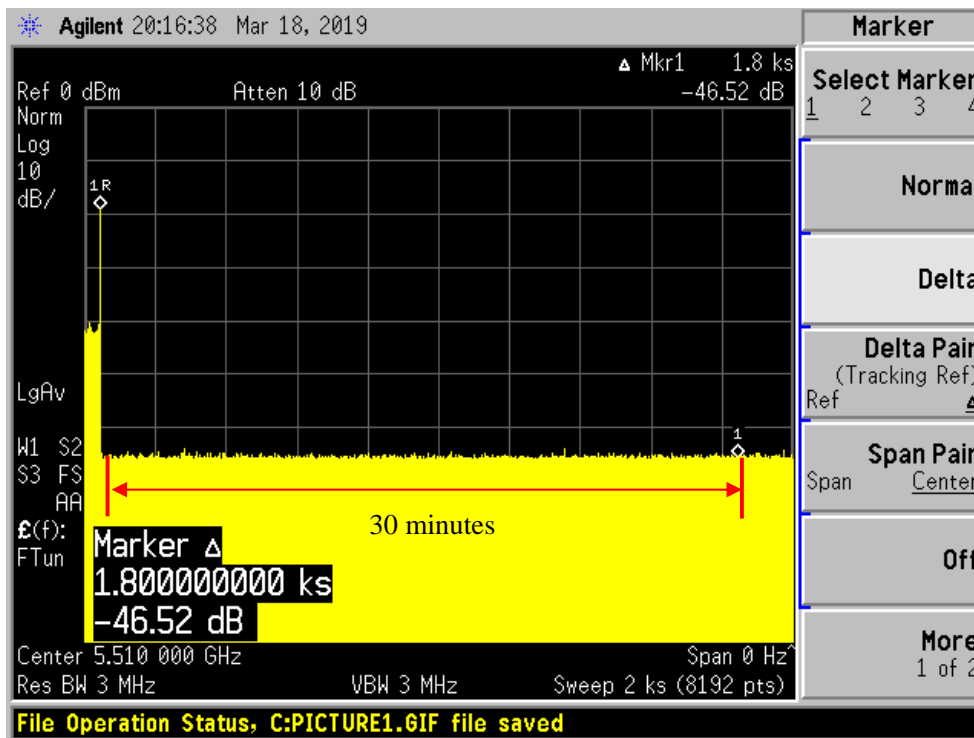 Agilent 20:16:38 Mar 18, 2019
Marker
Δ Mkr1 1.8 ks
Ref 0 dBm Atten 10 dB -46.52 dB
Norm
Log
10
dB/
1R
LgAv
1
W1 S2
S3 FS
AA
£(f):
FTun
30 minutes
Marker Δ
1.800000000 ks
-46.52 dB
Center 5.510 000 GHz Span 0 Hz^
Res BW 3 MHz VBW 3 MHz Sweep 2 ks (8192 pts)
File Operation Status, C:PICTURE1.GIF file saved
Select Marker
1 2 3 4
Norma
Delta
Delta Pair
(Tracking Ref)
Ref Δ
Span Pair
Span Center
Off
More
1 of 2